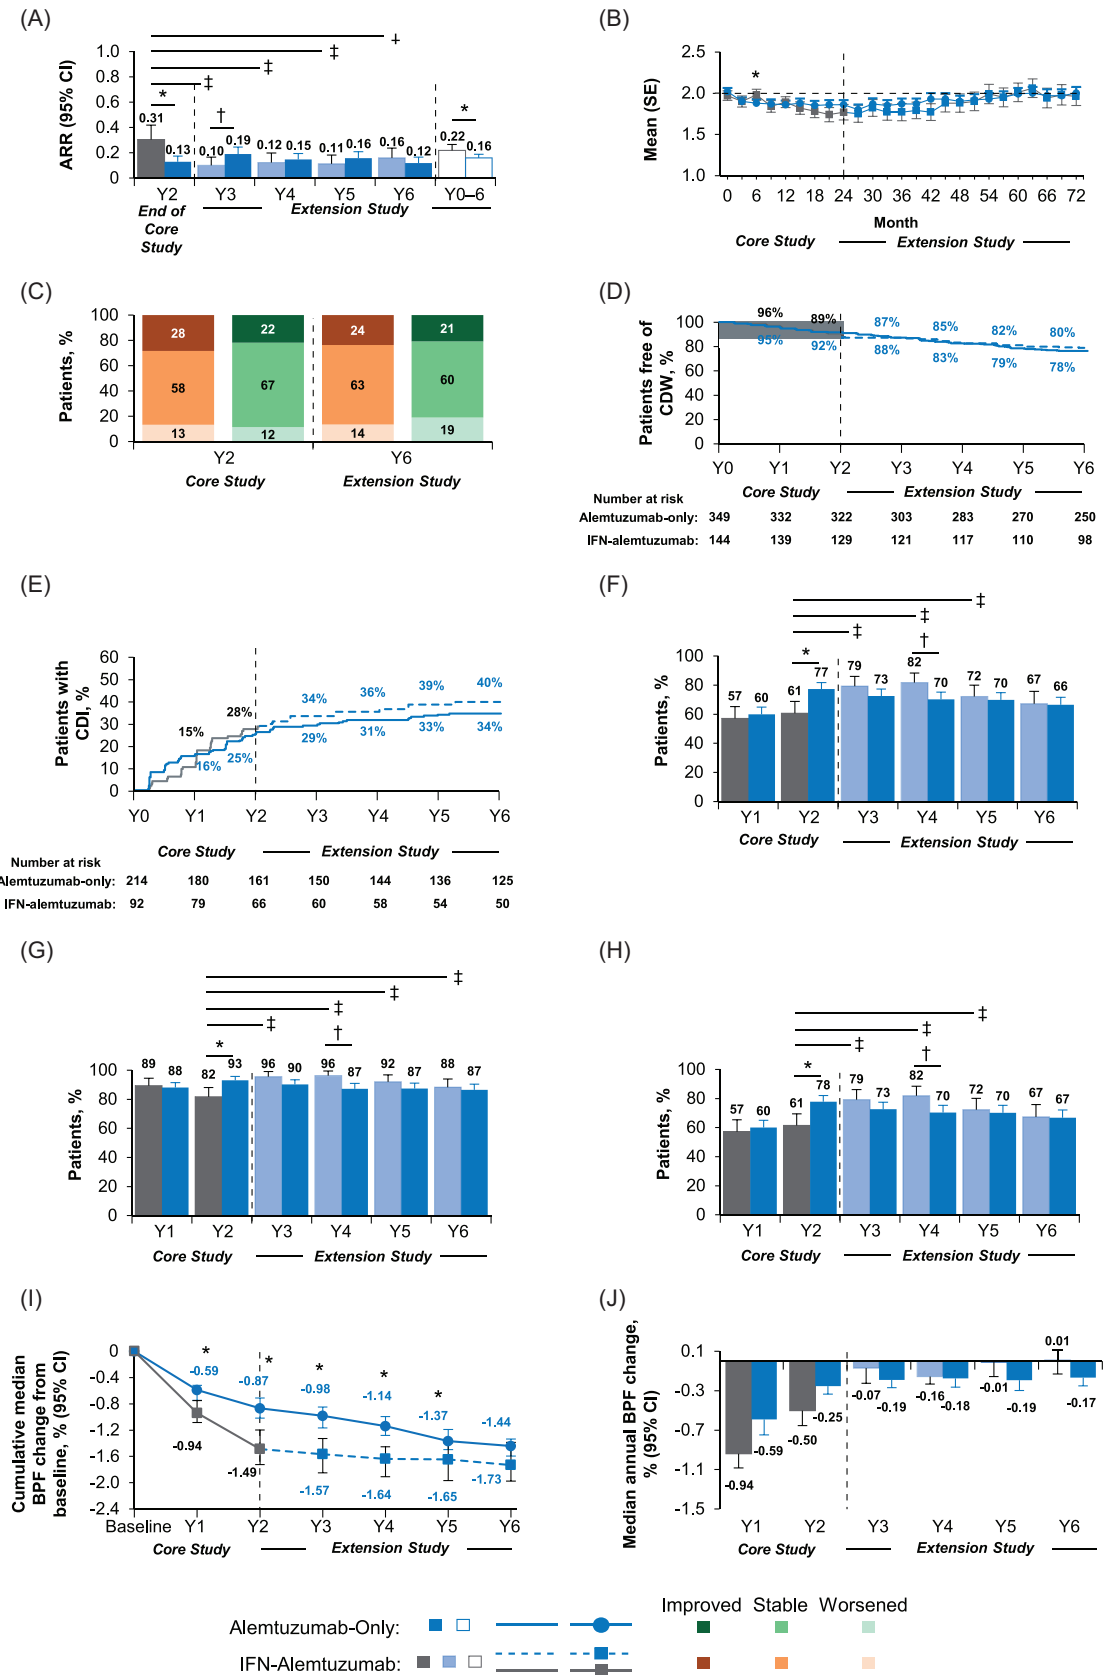 (A)
ARR (95% CI)
1.0
0.8
0.6
0.4
0.2
0
‡
‡
‡
‡
* † *
0.31 0.13 0.10 0.19 0.12 0.15 0.11 0.16 0.16 0.12 0.22 0.16
Y2 Y3 Y4 Y5 Y6 Y0–6
End of
Core
Study
Extension Study
(B)
Mean (SE)
2.5
2.0
1.5
1.0
*
0 6 12 18 24 30 36 42 48 54 60 66 72
Month
Core Study Extension Study
(C)
Patients, %
100
80
60
40
20
0
28 22 24 21
58 67 63 60
13 12 14 19
Y2 Y6
Core Study Extension Study
(D)
Patients free of
CDW, %
100
80
60
40
20
0
96% 89% 87% 85% 82% 80%
95% 92% 88% 83% 79% 78%
Y0 Y1 Y2 Y3 Y4 Y5 Y6
Core Study Extension Study
Number at risk
Alemtuzumab-only: 349 332 322 303 283 270 250
IFN-alemtuzumab: 144 139 129 121 117 110 98
(E)
Patients with
CDI, %
60
50
40
30
20
10
0
15% 28% 34% 36% 39% 40%
16% 25% 29% 31% 33% 34%
Y0 Y1 Y2 Y3 Y4 Y5 Y6
Core Study Extension Study
Number at risk
Alemtuzumab-only: 214 180 161 150 144 136 125
IFN-alemtuzumab: 92 79 66 60 58 54 50
(F)
Patients, %
100
80
60
40
20
0
‡
‡
‡
* †
57 60 61 77 79 73 82 70 72 70 67 66
Y1 Y2 Y3 Y4 Y5 Y6
Core Study Extension Study
(G)
Patients, %
100
80
60
40
20
0
‡
‡
‡
‡
* †
89 88 82 93 96 90 96 87 92 87 88 87
Y1 Y2 Y3 Y4 Y5 Y6
Core Study Extension Study
(H)
Patients, %
100
80
60
40
20
0
‡
‡
‡
* †
57 60 61 78 79 73 82 70 72 70 67 67
Y1 Y2 Y3 Y4 Y5 Y6
Core Study Extension Study
(I)
Cumulative median
BPF change from
baseline, % (95% CI)
0
-0.4
-0.8
-1.2
-1.6
-2.0
-2.4
* * * * *
-0.59 -0.87 -0.98 -1.14 -1.37 -1.44
-0.94 -1.49 -1.57 -1.64 -1.65 -1.73
Baseline Y1 Y2 Y3 Y4 Y5 Y6
Core Study Extension Study
(J)
Median annual BPF change,
% (95% CI)
0.1
-0.3
-0.7
-1.1
-1.5
-0.94 -0.59 -0.50 -0.25 -0.07 -0.19 -0.16 -0.18 -0.01 -0.19 0.01 -0.17
Y1 Y2 Y3 Y4 Y5 Y6
Core Study Extension Study
Improved Stable Worsened
Alemtuzumab-Only:
IFN-Alemtuzumab: